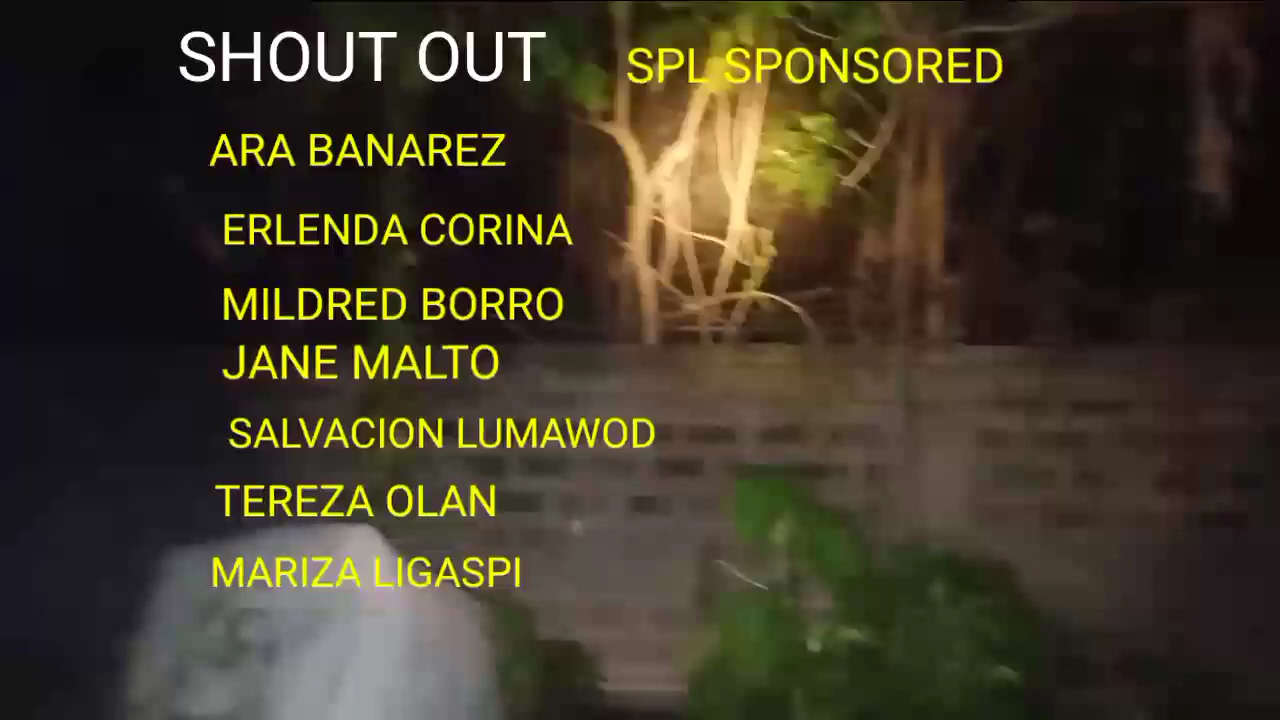 SHOUT OUT
SPL SPONSORED
ARA BANAREZ
ERLENDA CORINA
MILDRED BORRO
JANE MALTO
SALVACION LUMAWOD
TEREZA OLAN
MARIZA LIGASPI